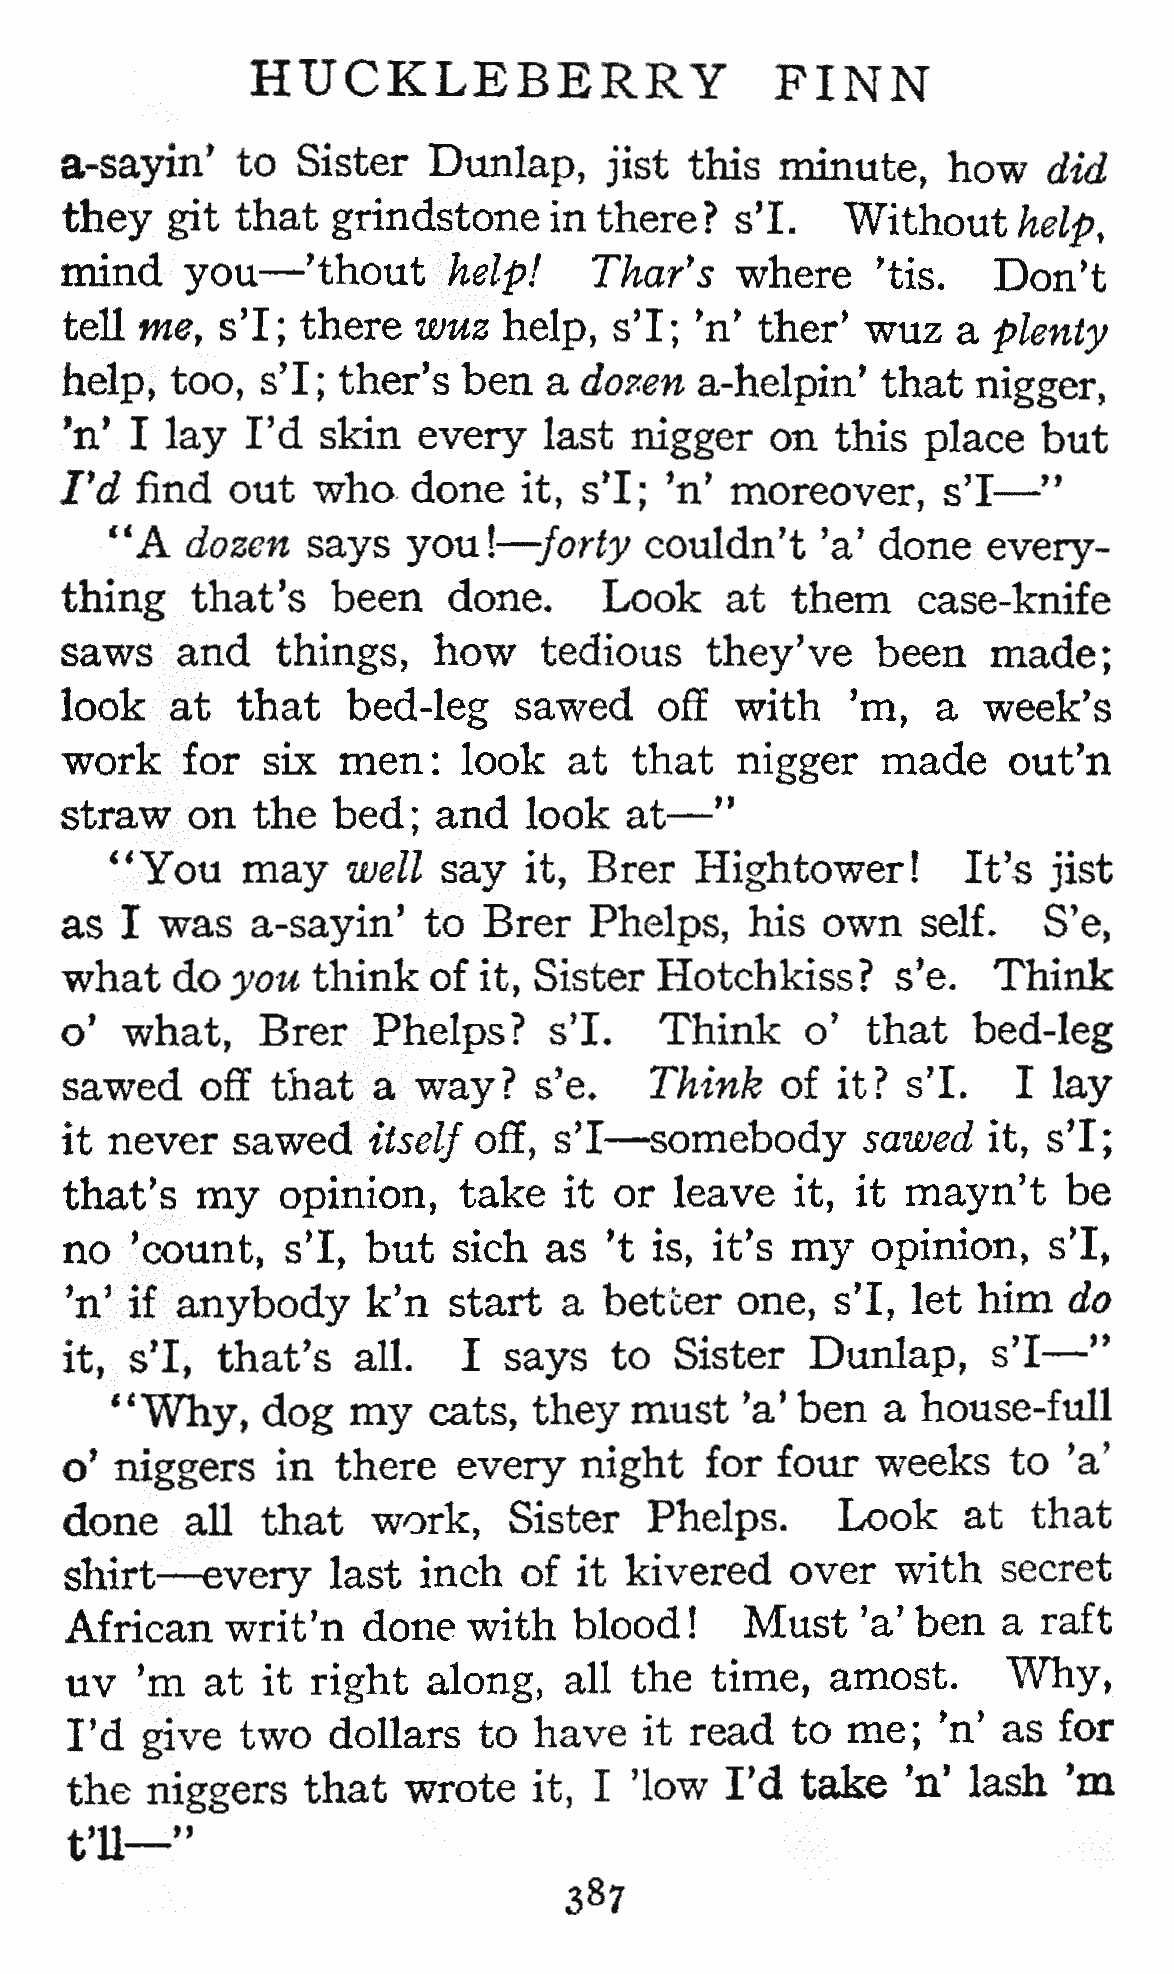 HUCKLEBERRY FINN
a-sayin' to Sister Dunlap, jist this minute, how did
they git that grindstone in there? s'I. Without help,
mind you—'thout help! Thar's where 'tis. Don't
tell me, s'I; there wuz help, s'I; 'n' ther' wuz a plenty
help, too, s'I; ther's ben a dozen a-helpin' that nigger,
'n' I lay I'd skin every last nigger on this place but
I'd find out who done it, s'I; 'n' moreover, s'I—"
"A dozen says you!—forty couldn't 'a' done every-
thing that's been done. Look at them case-knife
saws and things, how tedious they've been made;
look at that bed-leg sawed off with 'm, a week's
work for six men: look at that nigger made out'n
straw on the bed; and look at—"
"You may well say it, Brer Hightower! It's jist
as I was a-sayin' to Brer Phelps, his own self. S'e,
what do you think of it, Sister Hotchkiss? s'e. Think
o' what, Brer Phelps? s'I. Think o' that bed-leg
sawed off that a way? s'e. Think of it? s'I. I lay
it never sawed itself off, s'I—somebody sawed it, s'I;
that's my opinion, take it or leave it, it mayn't be
no 'count, s'I, but sich as 't is, it's my opinion, s'I,
'n' if anybody k'n start a better one, s'I, let him do
it, s'I, that's all. I says to Sister Dunlap, s'I—"
"Why, dog my cats, they must 'a' ben a house-full
o' niggers in there every night for four weeks to 'a'
done all that work, Sister Phelps. Look at that
shirt—every last inch of it kivered over with secret
African writ'n done with blood! Must 'a' ben a raft
uv 'm at it right along, all the time, amost. Why,
I'd give two dollars to have it read to me; 'n' as for
the niggers that wrote it, I 'low I'd take 'n' lash 'm
t'll—"
387